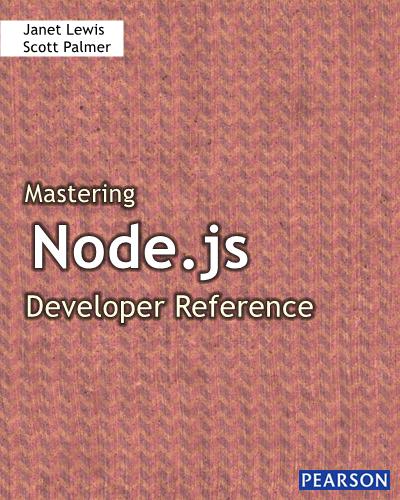 Janet Lewis
Scott Palmer
Mastering
Node.js
Developer Reference
PEARSON